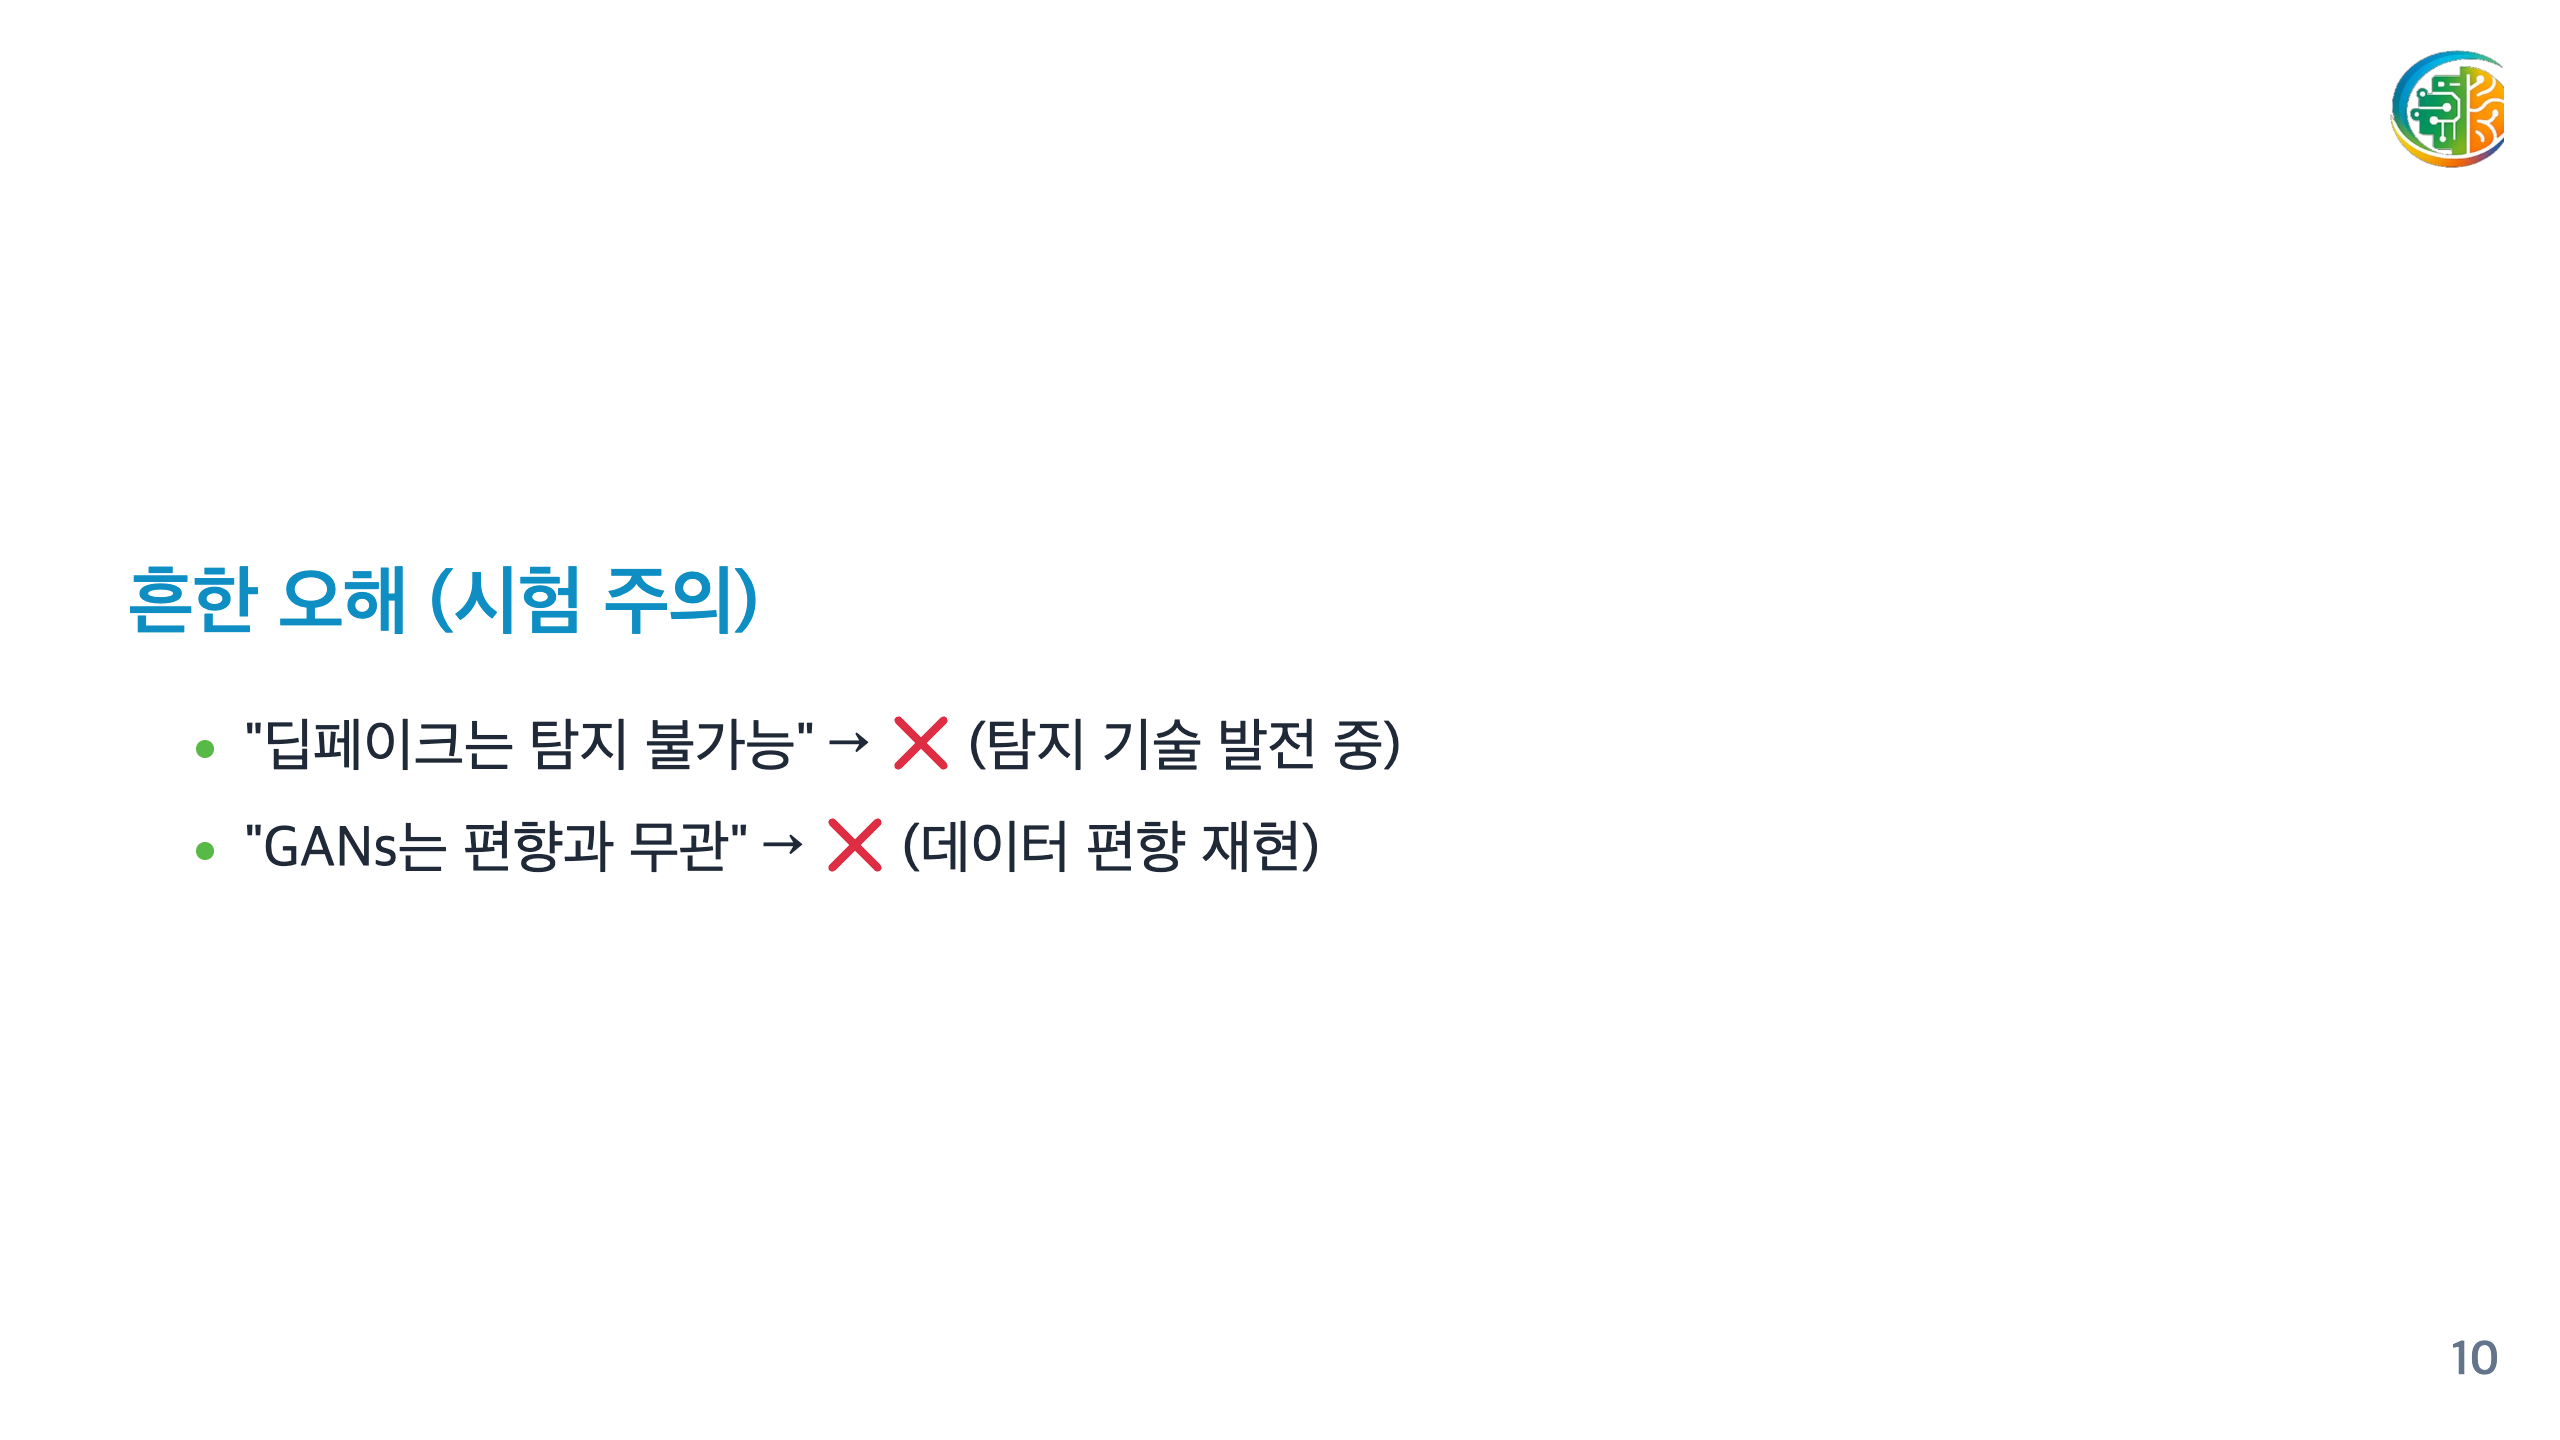 흔한 오해 (시험 주의)
• "딥페이크는 탐지 불가능" → ❌ (탐지 기술 발전 중)
• "GANs는 편향과 무관" → ❌ (데이터 편향 재현)
10